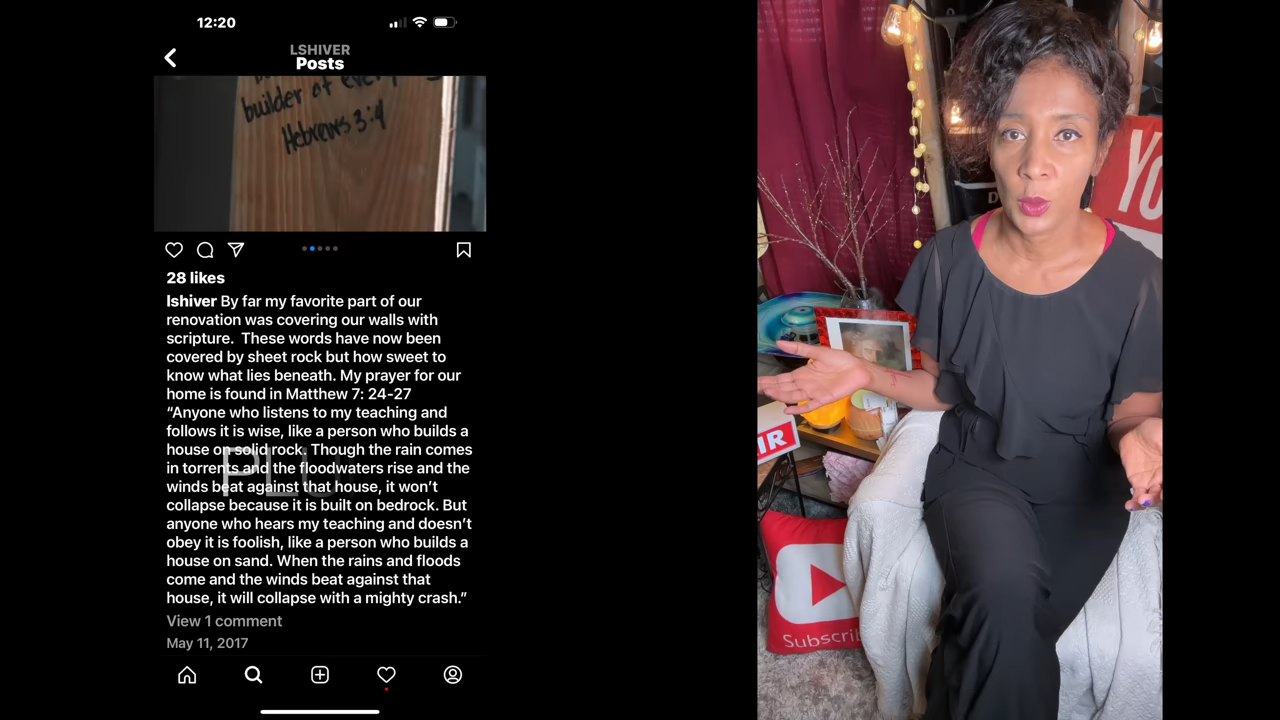 12:20
LSHIVER
Posts
builder of every
Hebrews 3:4
28 likes
lshiver By far my favorite part of our
renovation was covering our walls with
scripture. These words have now been
covered by sheet rock but how sweet to
know what lies beneath. My prayer for our
home is found in Matthew 7: 24-27
“Anyone who listens to my teaching and
follows it is wise, like a person who builds a
house on solid rock. Though the rain comes
in torrents and the floodwaters rise and the
winds beat against that house, it won’t
collapse because it is built on bedrock. But
anyone who hears my teaching and doesn’t
obey it is foolish, like a person who builds a
house on sand. When the rains and floods
come and the winds beat against that
house, it will collapse with a mighty crash.”
View 1 comment
May 11, 2017
PLU
YO
D
IR
Subscrib